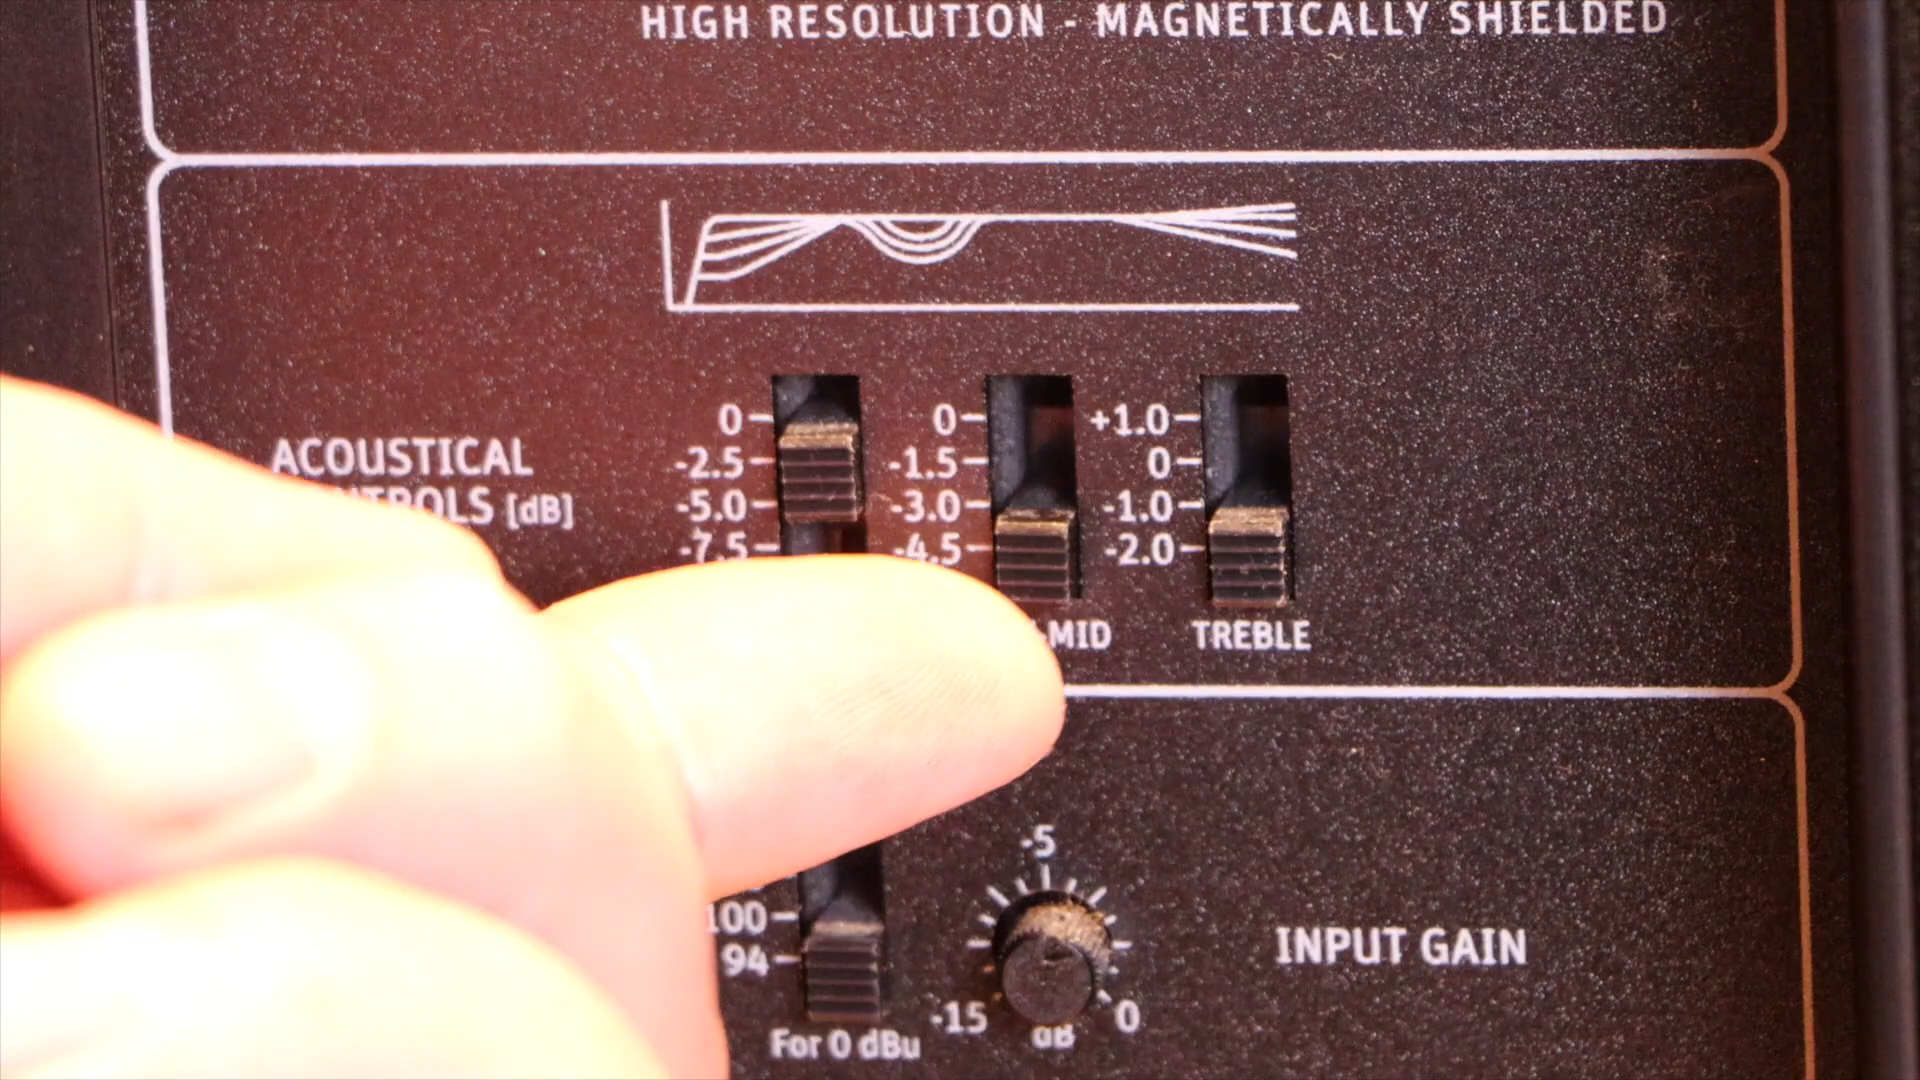 HIGH RESOLUTION - MAGNETICALLY SHIELDED
0 0 +1.0
-2.5 -1.5 0
ACOUSTICAL
[dB] -5.0 -3.0 -1.0
-7.5 -4.5 -2.0
MID TREBLE
-5
100
94 INPUT GAIN
-15 0
For 0 dBu dB